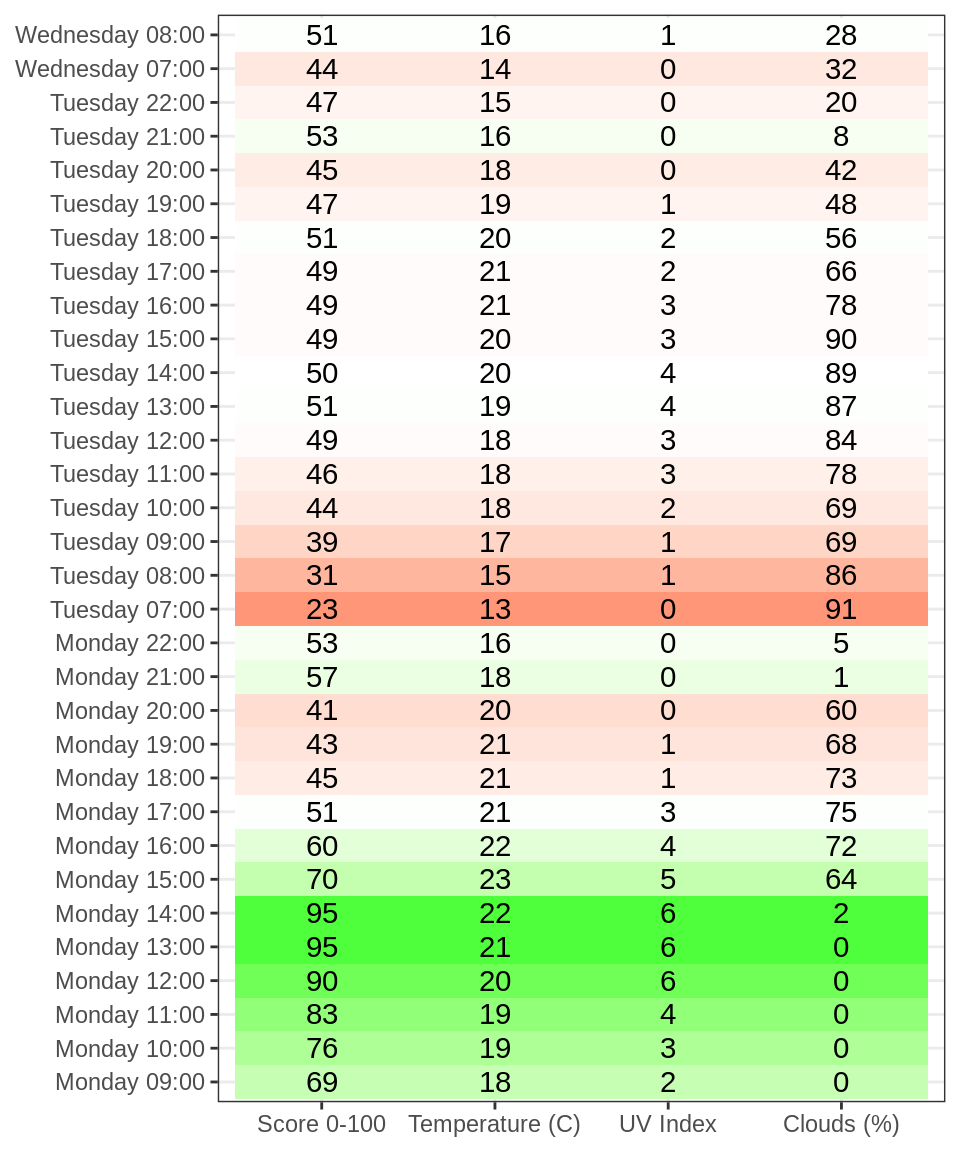 Wednesday 08:00 51 16 1 28
Wednesday 07:00 44 14 0 32
Tuesday 22:00 47 15 0 20
Tuesday 21:00 53 16 0 8
Tuesday 20:00 45 18 0 42
Tuesday 19:00 47 19 1 48
Tuesday 18:00 51 20 2 56
Tuesday 17:00 49 21 2 66
Tuesday 16:00 49 21 3 78
Tuesday 15:00 49 20 3 90
Tuesday 14:00 50 20 4 89
Tuesday 13:00 51 19 4 87
Tuesday 12:00 49 18 3 84
Tuesday 11:00 46 18 3 78
Tuesday 10:00 44 18 2 69
Tuesday 09:00 39 17 1 69
Tuesday 08:00 31 15 1 86
Tuesday 07:00 23 13 0 91
Monday 22:00 53 16 0 5
Monday 21:00 57 18 0 1
Monday 20:00 41 20 0 60
Monday 19:00 43 21 1 68
Monday 18:00 45 21 1 73
Monday 17:00 51 21 3 75
Monday 16:00 60 22 4 72
Monday 15:00 70 23 5 64
Monday 14:00 95 22 6 2
Monday 13:00 95 21 6 0
Monday 12:00 90 20 6 0
Monday 11:00 83 19 4 0
Monday 10:00 76 19 3 0
Monday 09:00 69 18 2 0
Score 0-100 Temperature (C) UV Index Clouds (%)